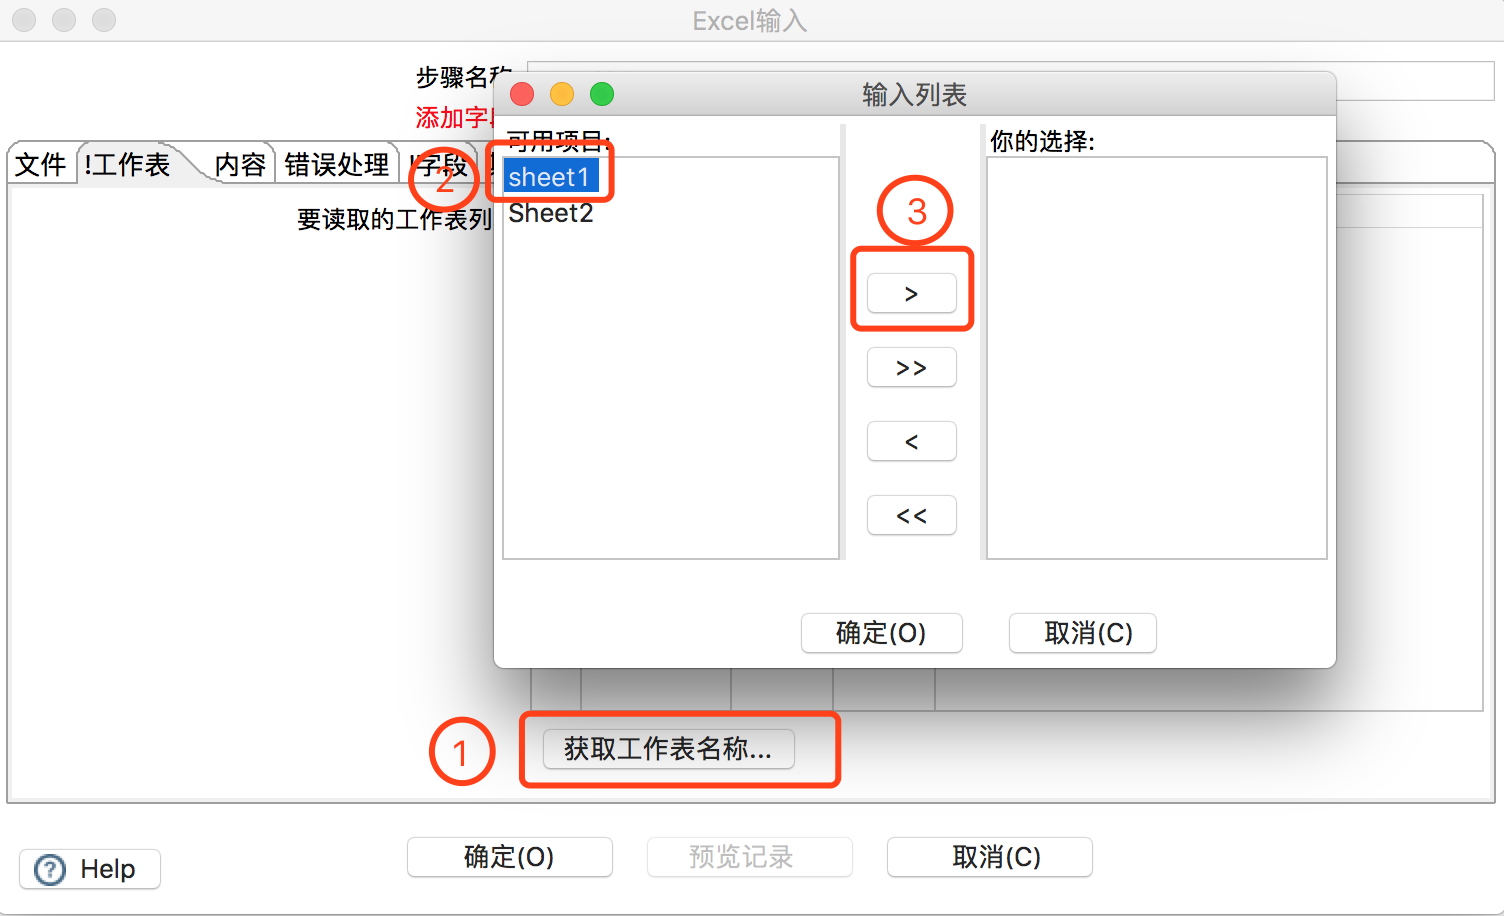 Excel输入
步骤名称
添加字段
输入列表
文件 !工作表 内容 错误处理 !字段
要读取的工作表列
可用项目:
sheet1
Sheet2
你的选择:
②
③
>
>>
<
<<
确定(O) 取消(C)
① 获取工作表名称...
Help 确定(O) 预览记录 取消(C)